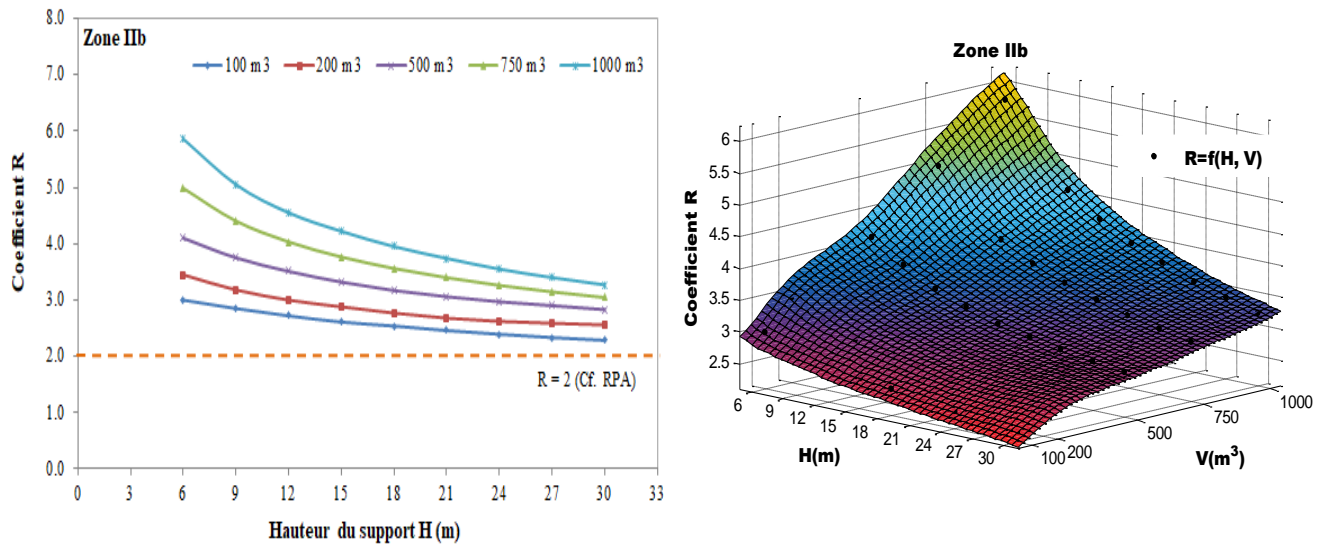 Zone IIb
100 m3 200 m3 500 m3 750 m3 1000 m3
8.0
7.0
6.0
5.0
4.0
3.0
2.0
1.0
0.0
Coefficient R
R = 2 (Cf. RPA)
0 3 6 9 12 15 18 21 24 27 30 33
Hauteur du support H (m)
Zone IIb
R=f(H, V)
6
5.5
5
4.5
4
3.5
3
2.5
Coefficient R
6 9 12 15 18 21 24 27 30
H(m)
100 200 500 750 1000
V(m³)